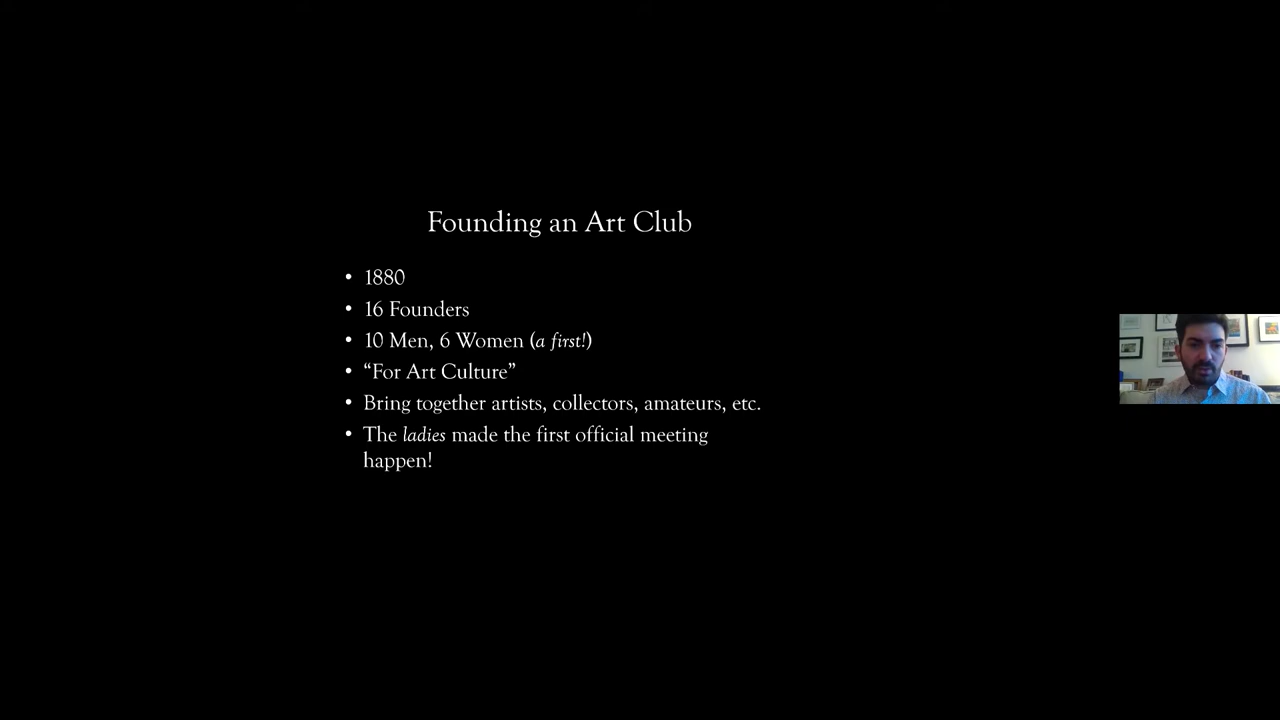 Founding an Art Club
• 1880
• 16 Founders
• 10 Men, 6 Women (a first!)
• “For Art Culture”
• Bring together artists, collectors, amateurs, etc.
• The ladies made the first official meeting
happen!